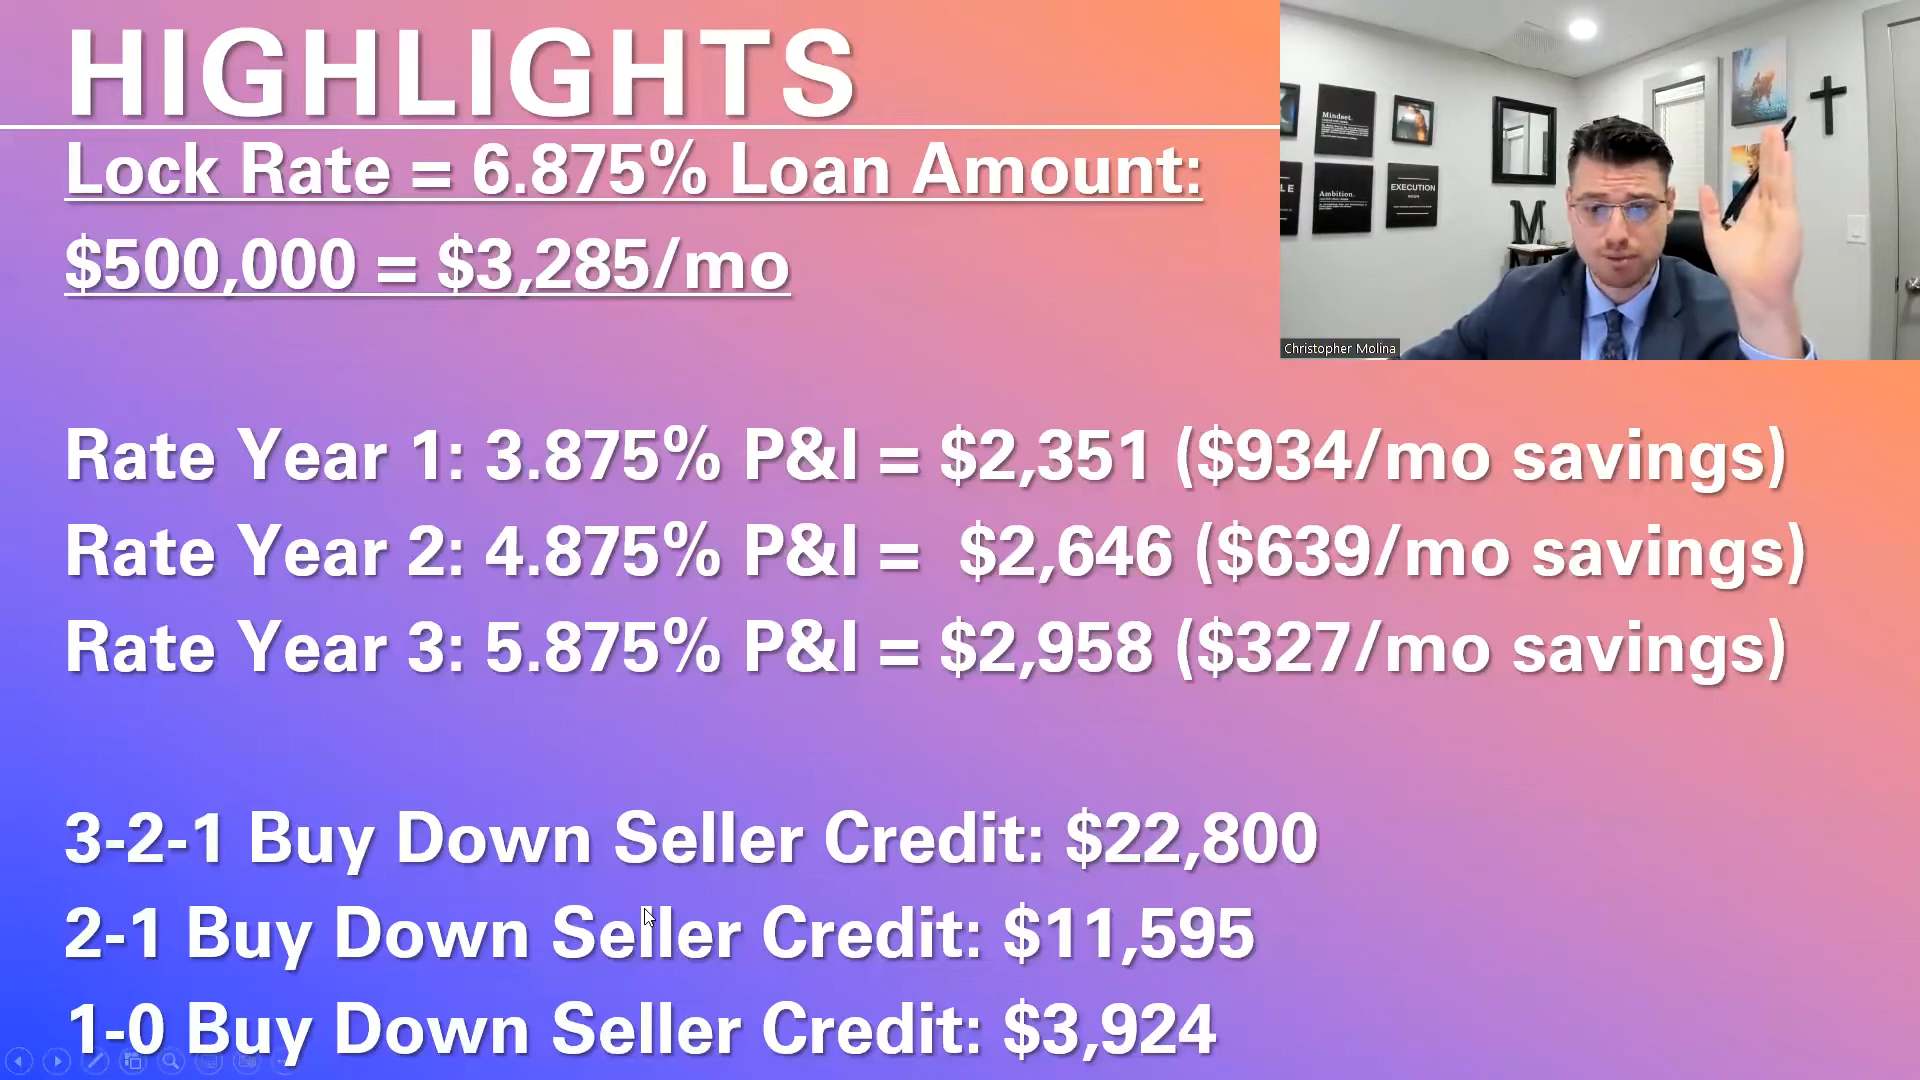 HIGHLIGHTS
Lock Rate = 6.875% Loan Amount:
$500,000 = $3,285/mo
Rate Year 1: 3.875% P&I = $2,351 ($934/mo savings)
Rate Year 2: 4.875% P&I = $2,646 ($639/mo savings)
Rate Year 3: 5.875% P&I = $2,958 ($327/mo savings)
3-2-1 Buy Down Seller Credit: $22,800
2-1 Buy Down Seller Credit: $11,595
1-0 Buy Down Seller Credit: $3,924
Mindset.
LE
Ambition.
EXECUTION
M
Christopher Molina